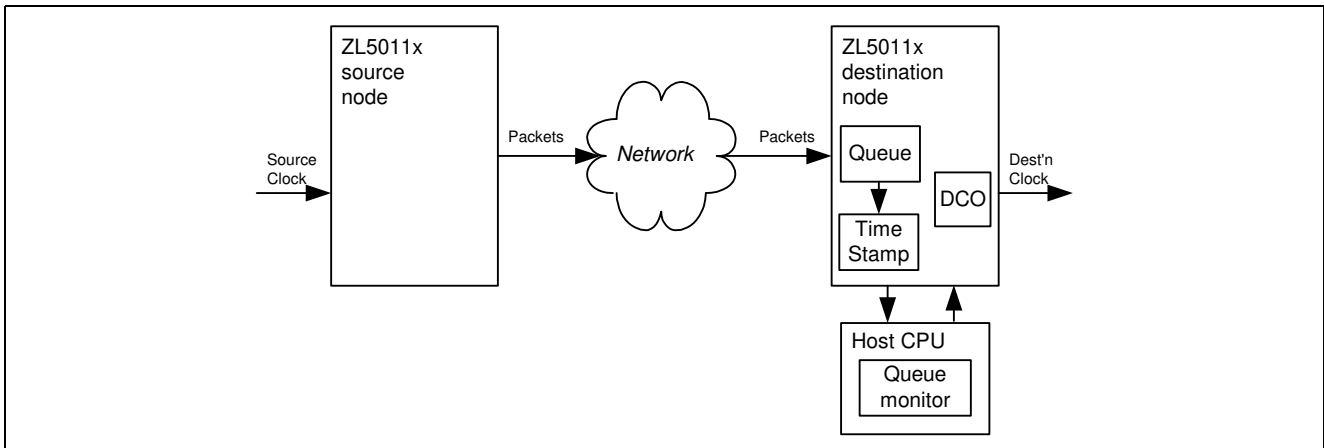 ZL5011x
source
node
Source
Clock
Packets
Network
Packets
ZL5011x
destination
node
Queue
Time
Stamp
DCO
Dest'n
Clock
Host CPU
Queue
monitor